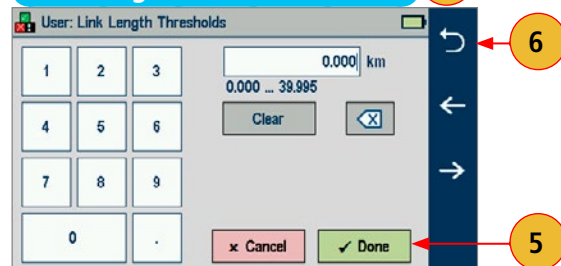 User: Link Length Thresholds
6
1 2 3
0.000 km
0.000 ... 39.995
4 5 6
Clear
7 8 9
0 .
× Cancel ✓ Done
5